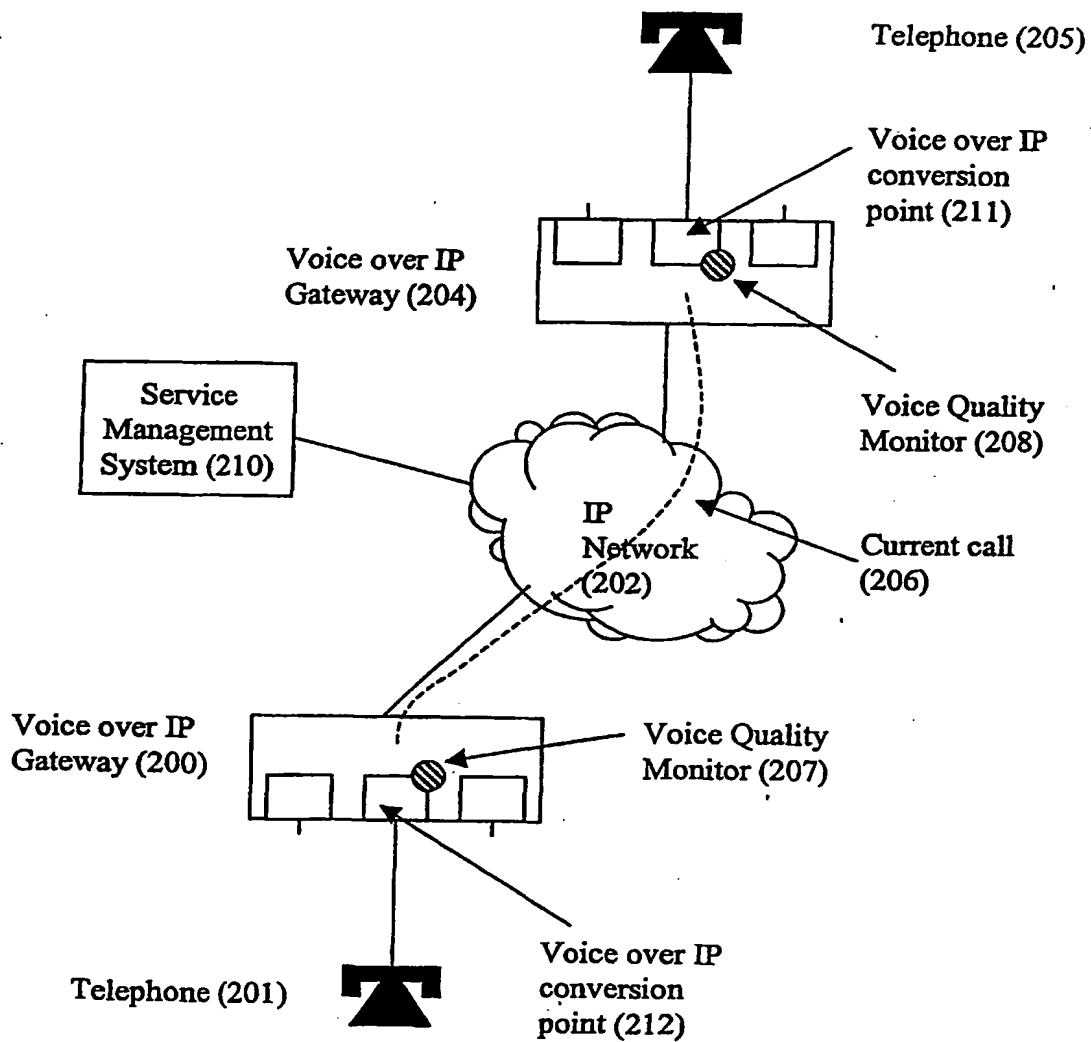 Telephone (205)
Voice over IP
conversion
point (211)
Voice over IP
Gateway (204)
Service
Management
System (210)
Voice Quality
Monitor (208)
IP
Network
(202)
Current call
(206)
Voice over IP
Gateway (200)
Voice Quality
Monitor (207)
Telephone (201)
Voice over IP
conversion
point (212)